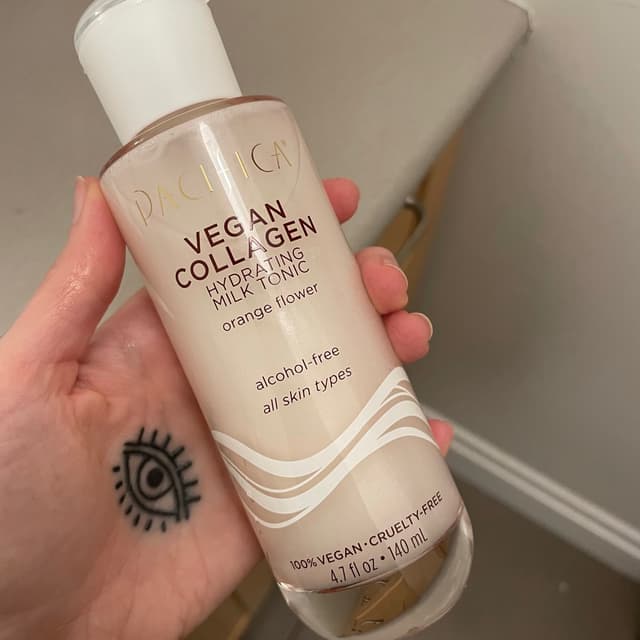 PACIFICA®
VEGAN
COLLAGEN
HYDRATING
MILK TONIC
orange flower
alcohol-free
all skin types
100% VEGAN • CRUELTY-FREE
4.7 fl oz • 140 mL